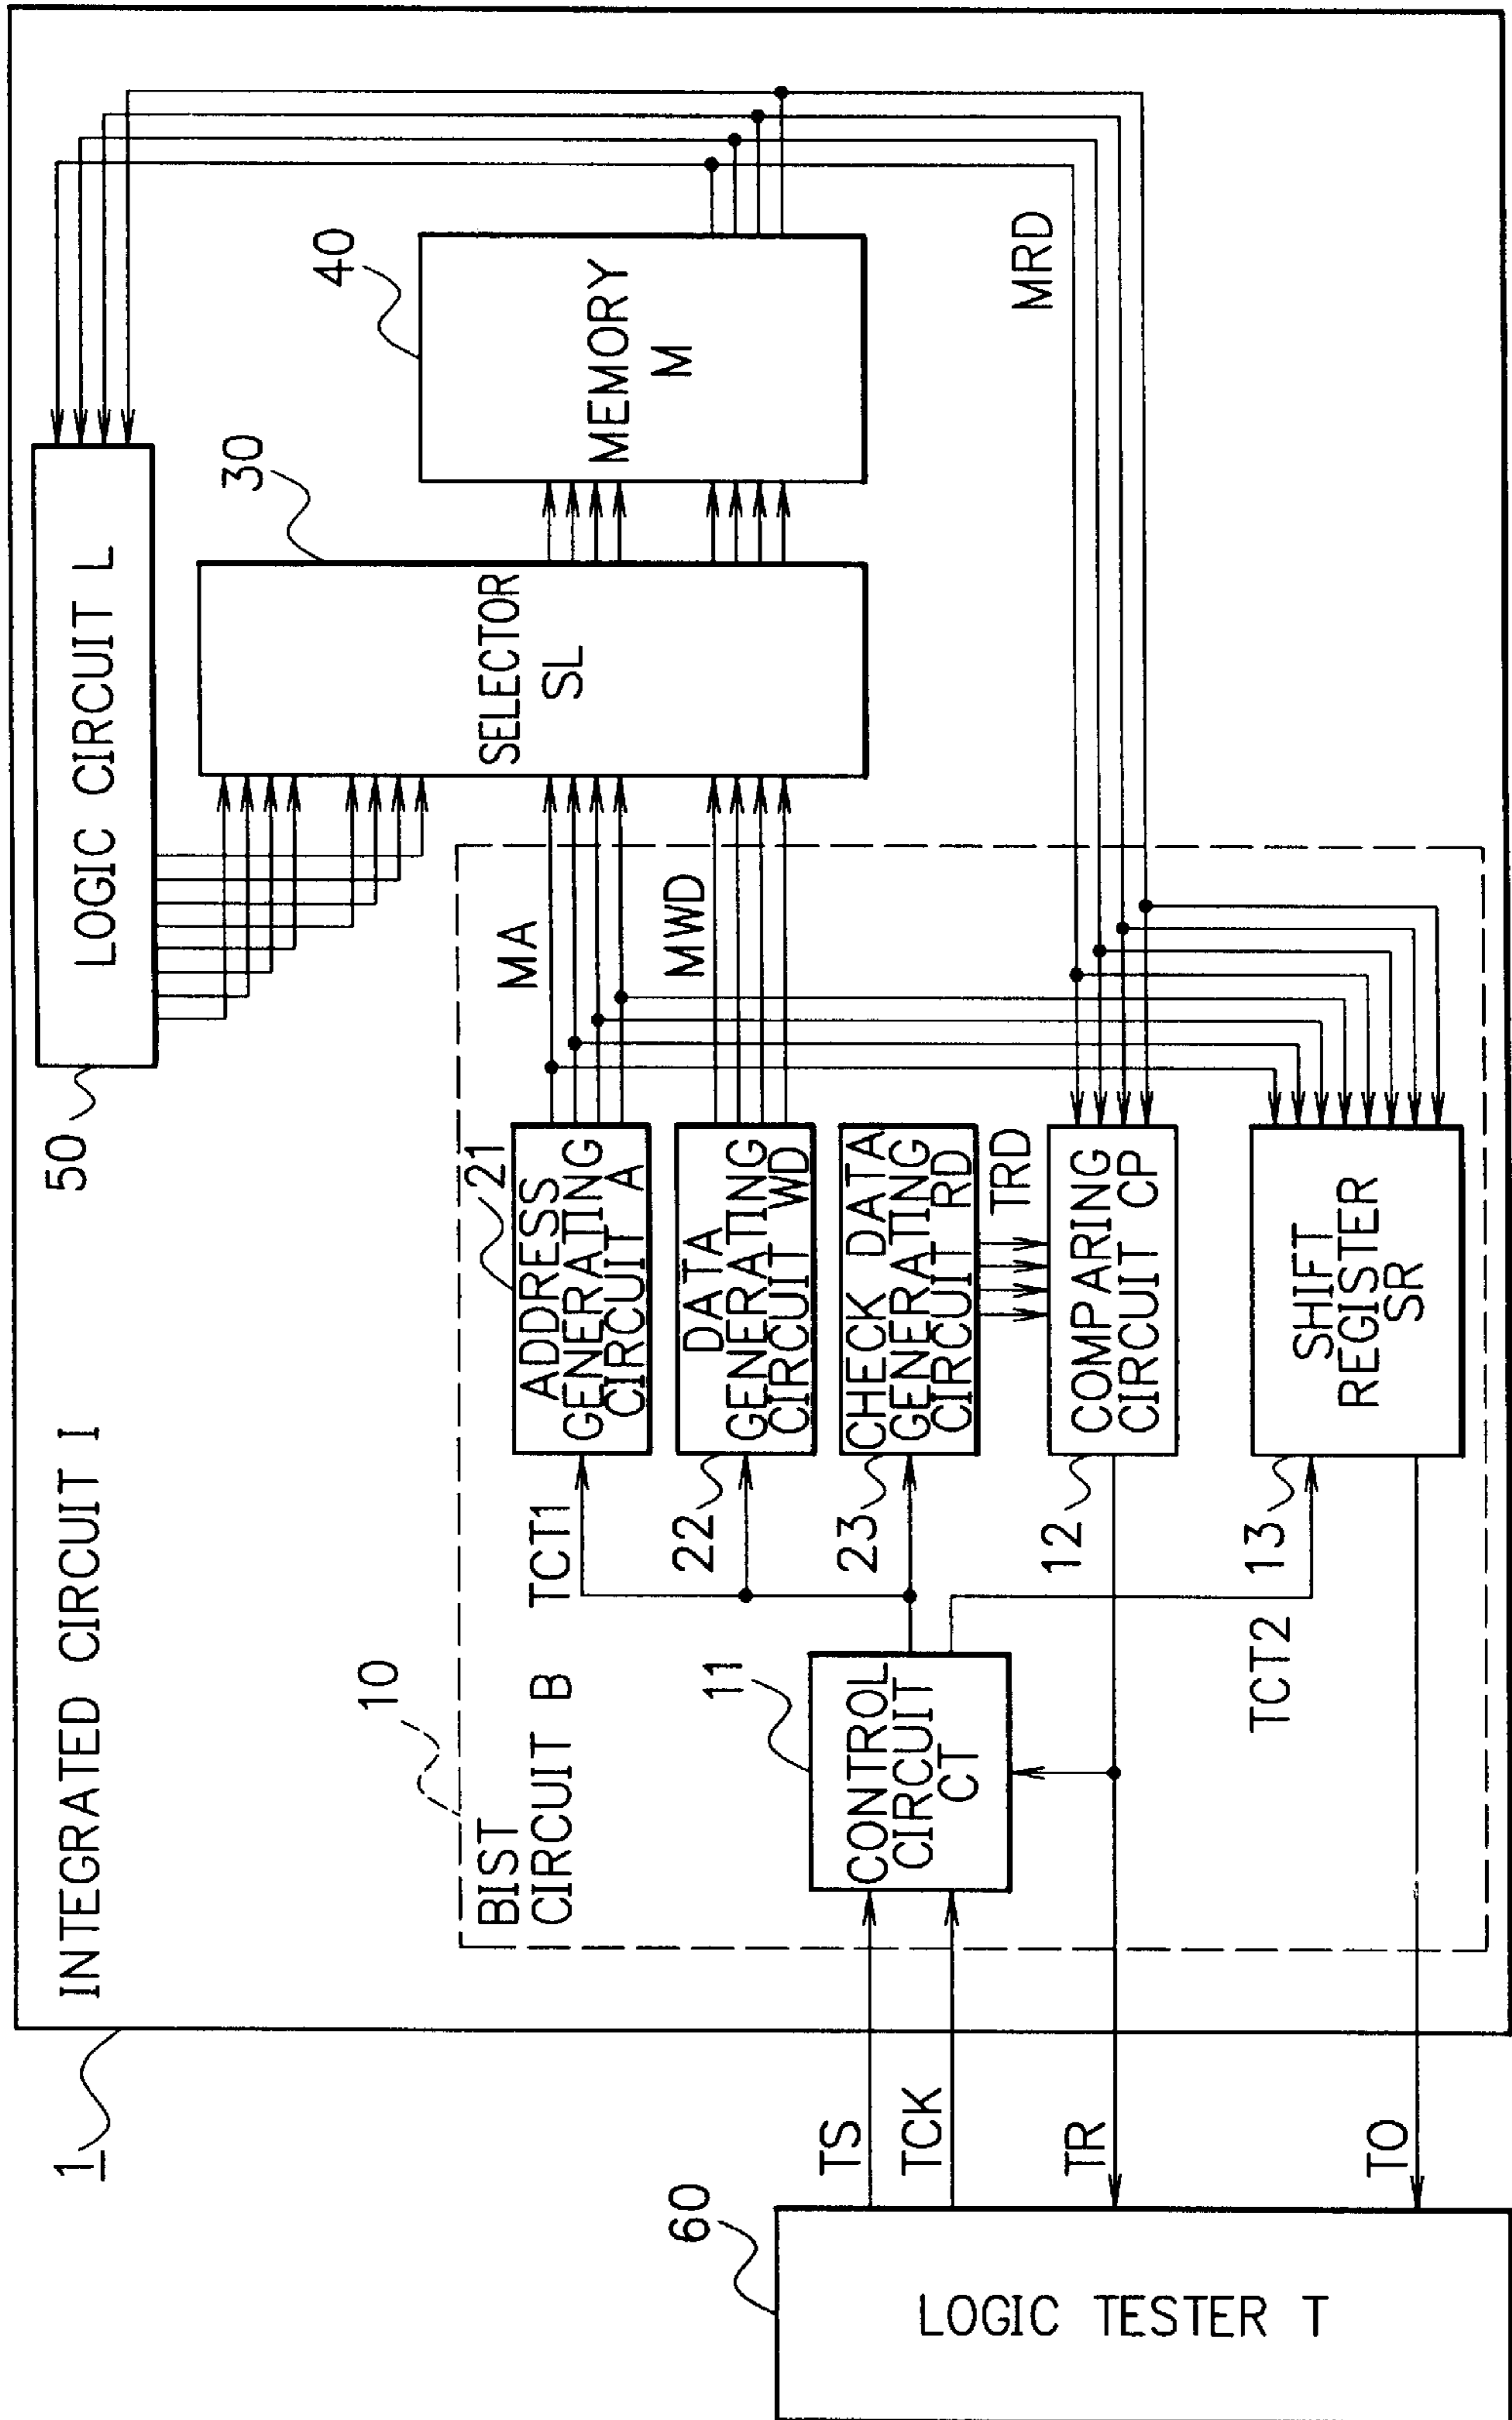 INTEGRATED CIRCUIT I
1
50
LOGIC CIRCUIT L
30
SELECTOR
SL
40
MEMORY
M
10
BIST
CIRCUIT B
TCT1
21
ADDRESS
GENERATING
CIRCUIT A
MA
22
DATA
GENERATING
CIRCUIT WD
MWD
23
CHECK DATA
GENERATING
CIRCUIT RD
TRD
MRD
11
CONTROL
CIRCUIT
CT
12
COMPARING
CIRCUIT CP
TCT2
13
SHIFT
REGISTER
SR
TS
TCK
TR
TO
60
LOGIC TESTER T